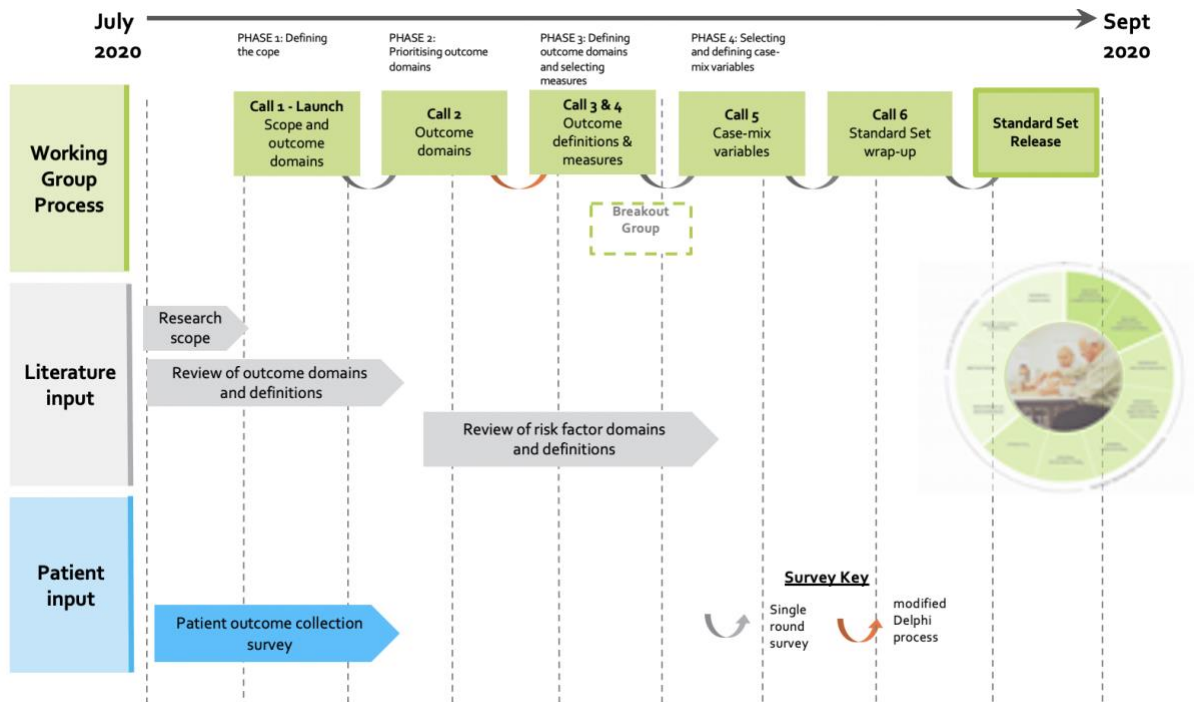 July
2020
Sept
2020
PHASE 1: Defining
the cope
PHASE 2:
Prioritising outcome
domains
PHASE 3: Defining
outcome domains
and selecting
measures
PHASE 4: Selecting
and defining case-
mix variables
Working
Group
Process
Call 1 - Launch
Scope and
outcome
domains
Call 2
Outcome
domains
Call 3 & 4
Outcome
definitions &
measures
Call 5
Case-mix
variables
Call 6
Standard Set
wrap-up
Standard Set
Release
Breakout
Group
Literature
input
Research
scope
Review of outcome domains
and definitions
Review of risk factor domains
and definitions
Patient
input
Patient outcome collection
survey
Survey Key
Single
round
survey
modified
Delphi
process